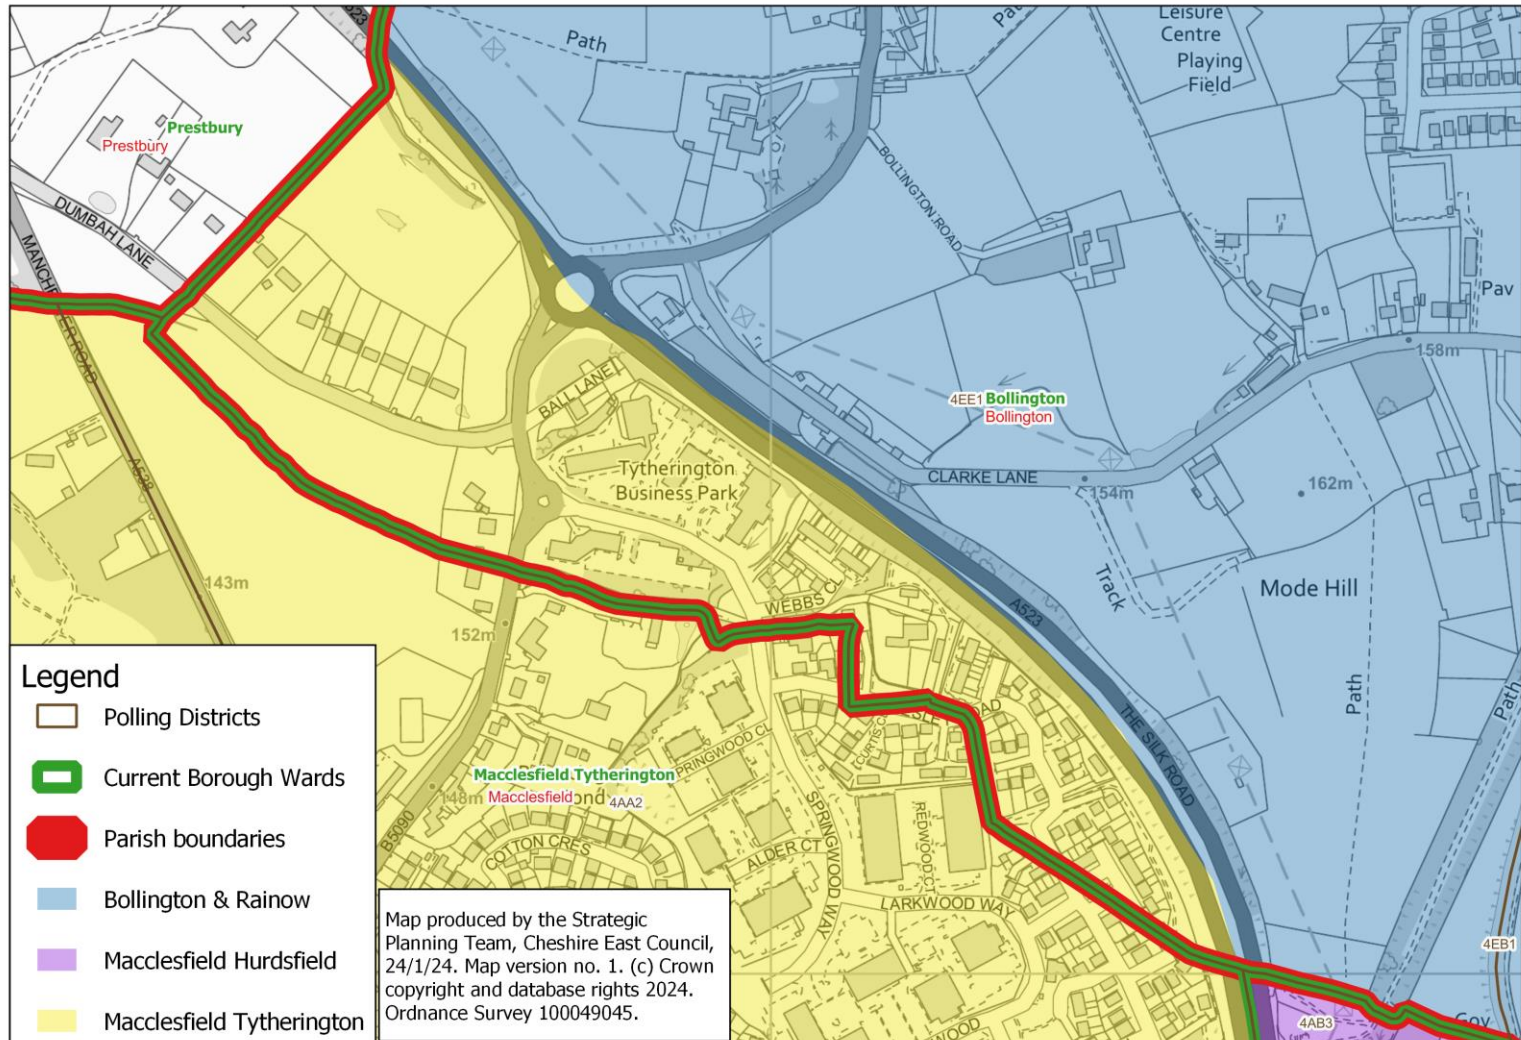 A523
Path
Path
Leisure
Centre
Playing
Field
Prestbury
Prestbury
DUMBAH LANE
BOLLINGTON ROAD
Pav
158m
BALL LANE
4EE1 Bollington
Bollington
A538
Tytherington
Business Park
CLARKE LANE
154m
162m
143m
Track
Mode Hill
WEBBS CL
A523
152m
Path
Path
THE SILK ROAD
SPRINGWOOD CL
Macclesfield Tytherington
148m
Macclesfield
4AA2
B5090
COTTON CRES
SPRINGWOOD WAY
REDWOOD CT
ALDER CT
LARKWOOD WAY
4EB1
4AB3
Legend
Polling Districts
Current Borough Wards
Parish boundaries
Bollington & Rainow
Macclesfield Hurdsfield
Macclesfield Tytherington
Map produced by the Strategic
Planning Team, Cheshire East Council,
24/1/24. Map version no. 1. (c) Crown
copyright and database rights 2024.
Ordnance Survey 100049045.